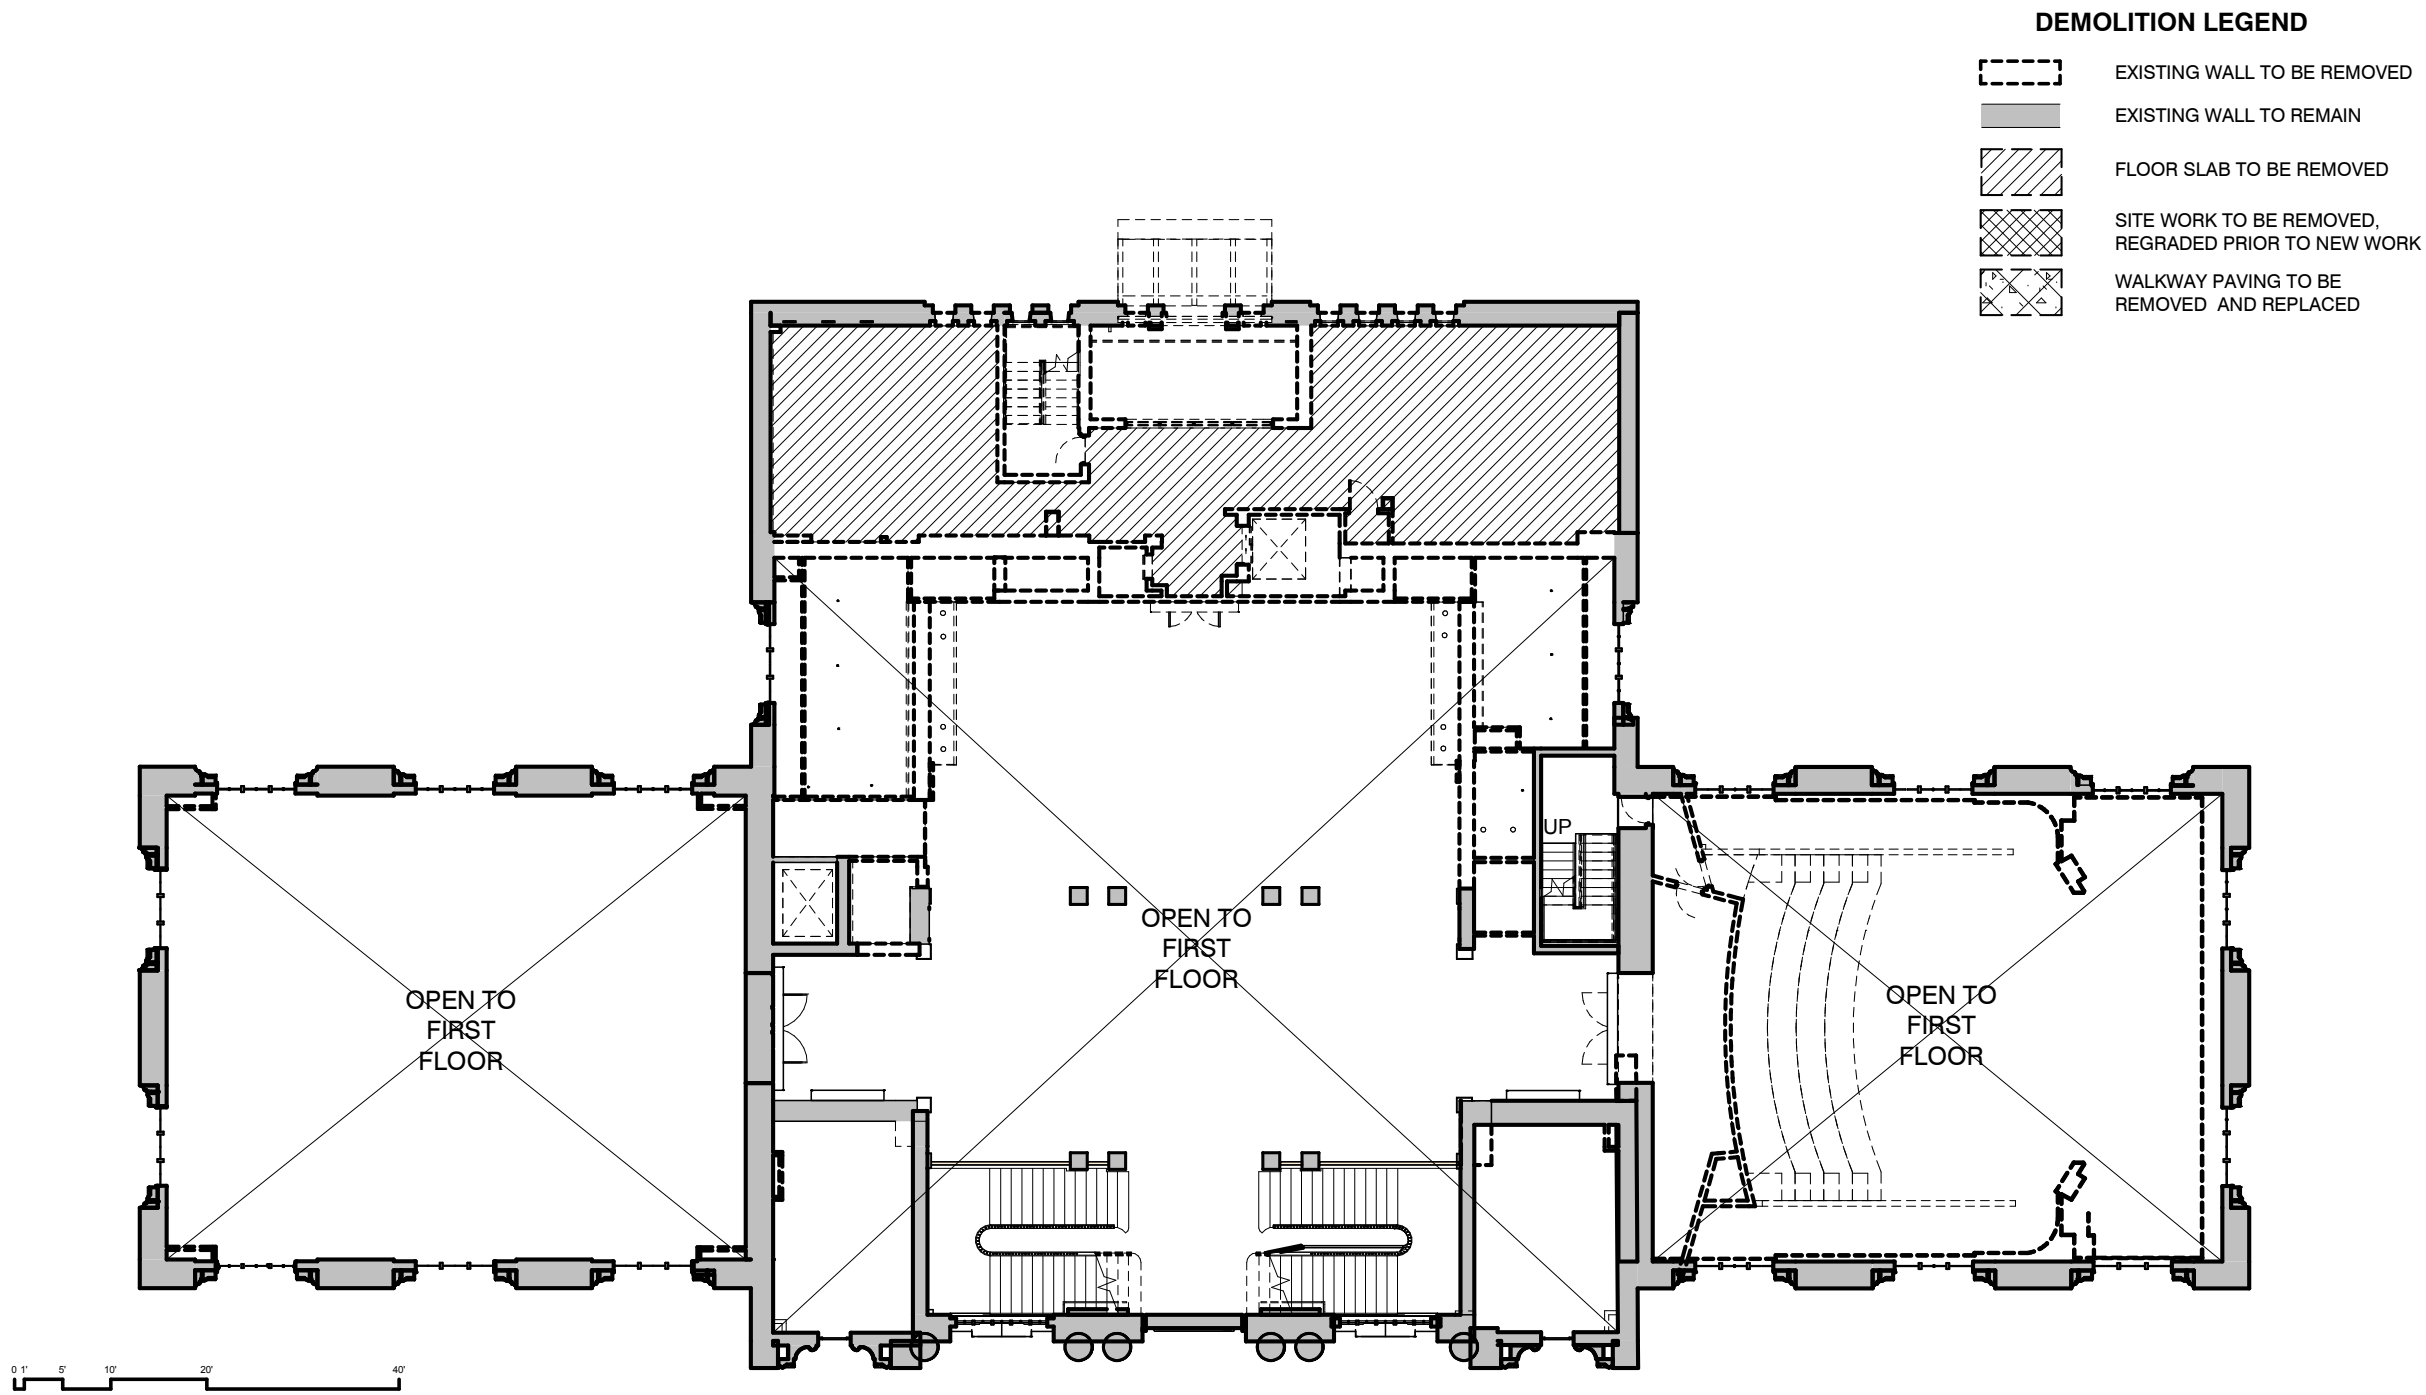 DEMOLITION LEGEND
EXISTING WALL TO BE REMOVED
EXISTING WALL TO REMAIN
FLOOR SLAB TO BE REMOVED
SITE WORK TO BE REMOVED,
REGRADED PRIOR TO NEW WORK
WALKWAY PAVING TO BE
REMOVED AND REPLACED
UP
OPEN TO
FIRST
FLOOR
OPEN TO
FIRST
FLOOR
OPEN TO
FIRST
FLOOR
0 1' 5' 10' 20' 40'